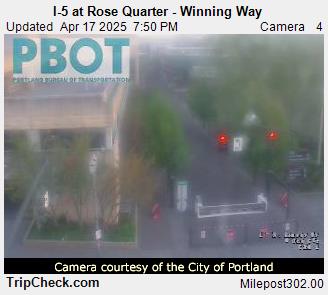 I-5 at Rose Quarter - Winning Way
Updated Apr 17 2025 7:50 PM Camera 4
PBOT
PORTLAND BUREAU OF TRANSPORTATION
Camera courtesy of the City of Portland
TripCheck.com Milepost302.00